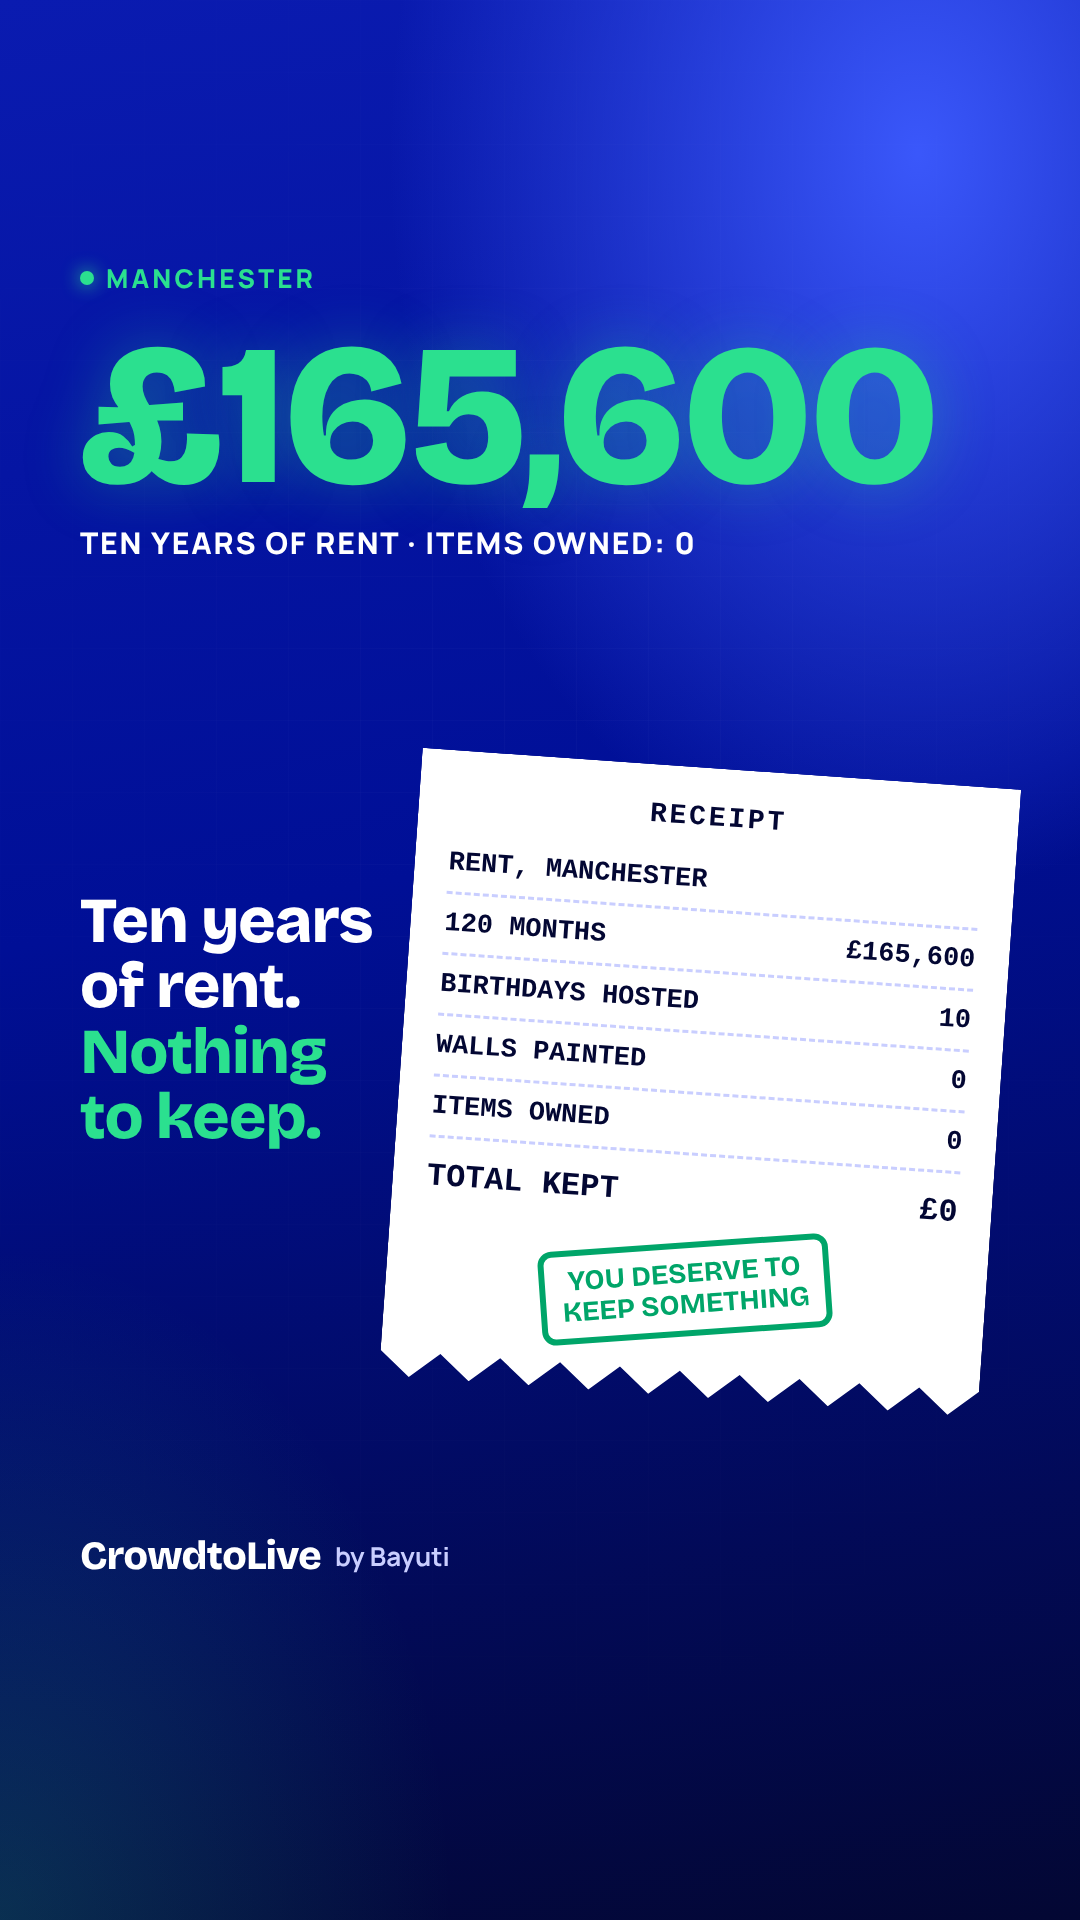 MANCHESTER
£165,600
TEN YEARS OF RENT · ITEMS OWNED: 0
Ten years
of rent.
Nothing
to keep.
RECEIPT
RENT, MANCHESTER
120 MONTHS £165,600
BIRTHDAYS HOSTED 10
WALLS PAINTED 0
ITEMS OWNED 0
TOTAL KEPT £0
YOU DESERVE TO
KEEP SOMETHING
CrowdtoLive by Bayuti